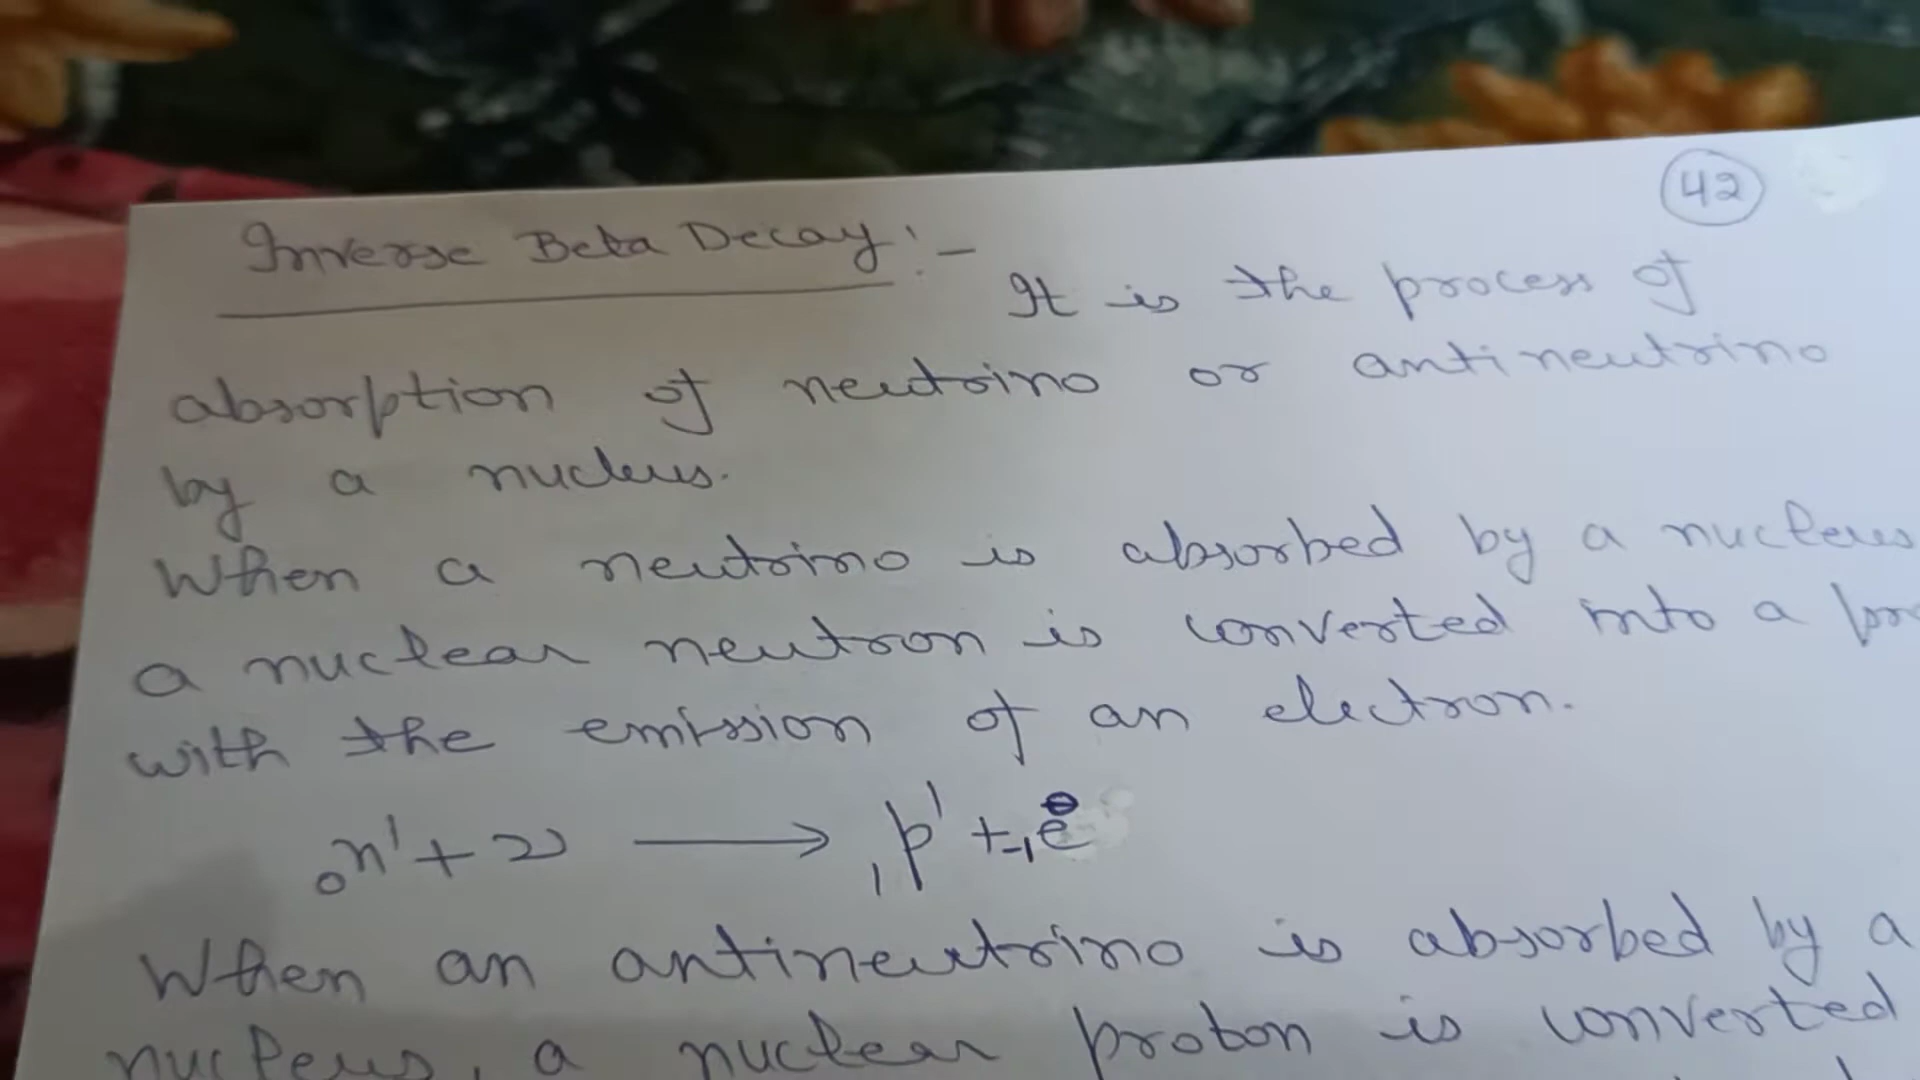 42
Inverse Beta Decay :-
It is the process of
absorption of neutrino or antineutrino
by a nucleus.
When a neutrino is absorbed by a nucleus
a nuclear neutron is converted into a
with the emission of an electron.
₀n¹ + ν ⟶ ₁p¹ + ₋₁e⁰
When an antineutrino is absorbed by a
nucleus, a nuclear proton is converted